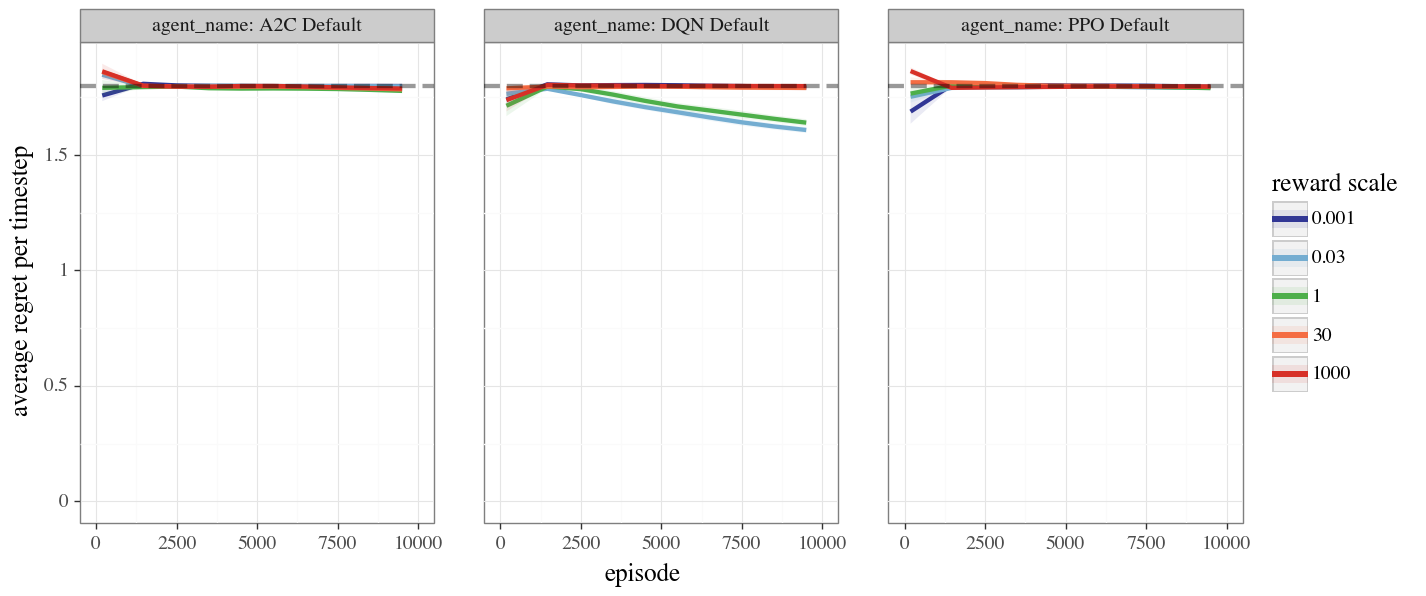 agent_name: A2C Default
agent_name: DQN Default
agent_name: PPO Default
average regret per timestep
1.5
1
0.5
0
0 2500 5000 7500 10000
0 2500 5000 7500 10000
0 2500 5000 7500 10000
episode
reward scale
0.001
0.03
1
30
1000